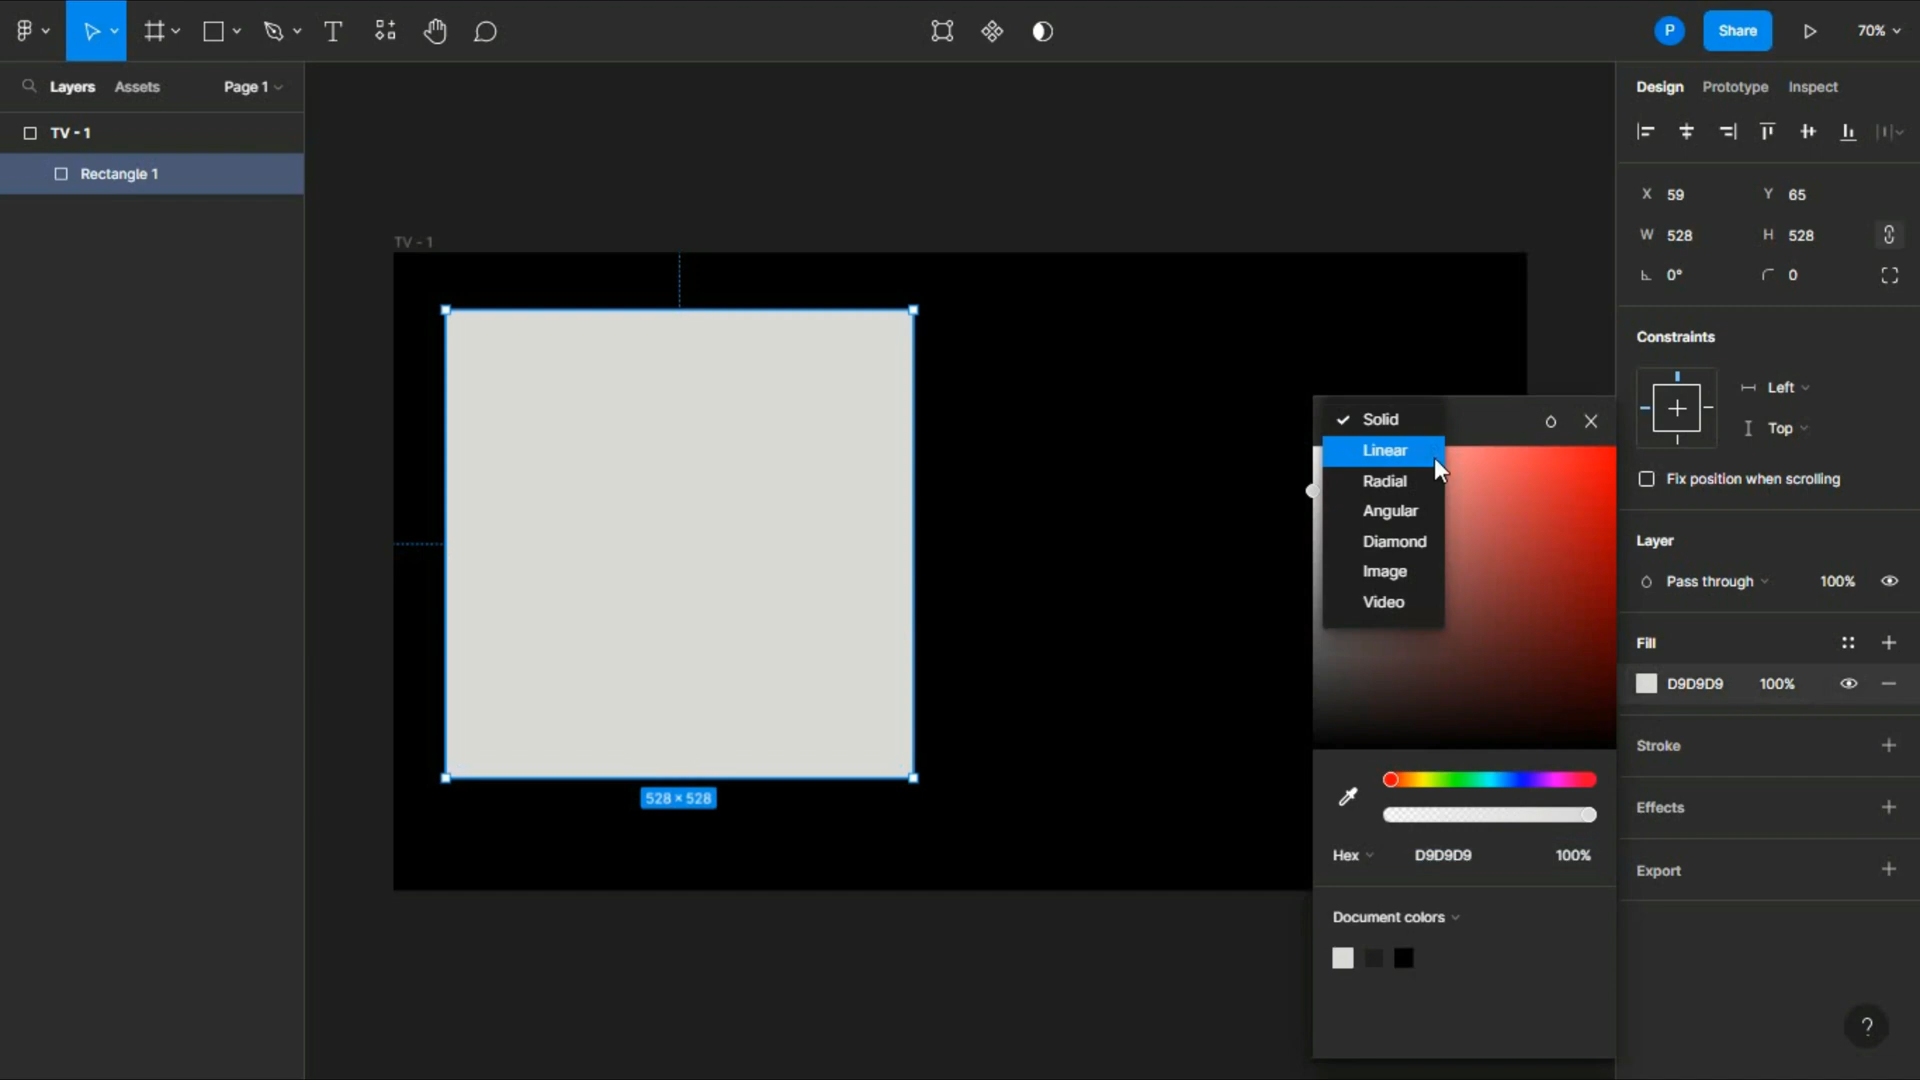 P
Share
70%
Layers
Assets
Page 1
Design
Prototype
Inspect
TV - 1
Rectangle 1
X 59
Y 65
W 528
H 528
0°
0
TV - 1
Constraints
Left
Top
Fix position when scrolling
Solid
Linear
Radial
Angular
Diamond
Image
Video
Layer
Pass through
100%
Fill
D9D9D9
100%
Stroke
528 × 528
Effects
Hex
D9D9D9
100%
Export
Document colors
?